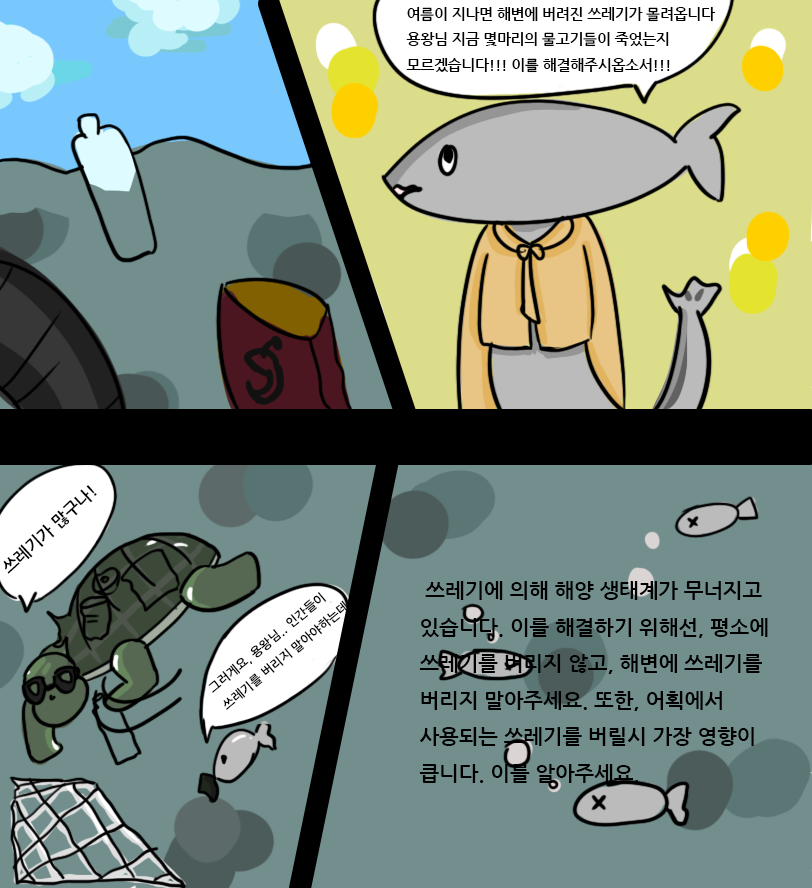 여름이 지나면 해변에 버려진 쓰레기가 몰려옵니다
용왕님 지금 몇마리의 물고기들이 죽었는지
모르겠습니다!!! 이를 해결해주시옵소서!!!
쓰레기가 많구나!
그러게요, 용왕님.. 인간들이
쓰레기를 버리지 말아야하는데
쓰레기에 의해 해양 생태계가 무너지고
있습니다. 이를 해결하기 위해선, 평소에
쓰레기를 버리지 않고, 해변에 쓰레기를
버리지 말아주세요. 또한, 어획에서
사용되는 쓰레기를 버릴시 가장 영향이
큽니다. 이를 알아주세요.